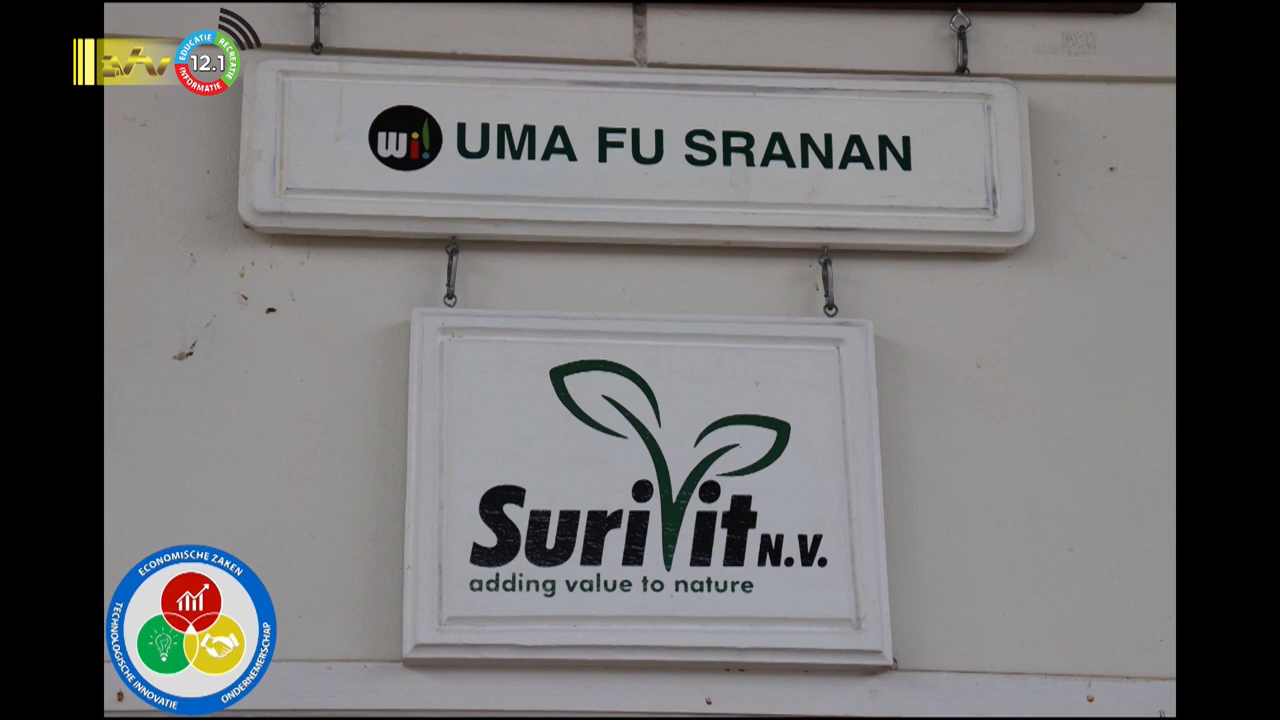 EDUCATIE
RECREATIE
INFORMATIE
12.1
wi! UMA FU SRANAN
SuriVit N.V.
adding value to nature
ECONOMISCHE ZAKEN
TECHNOLOGISCHE INNOVATIE
ONDERNEMERSCHAP